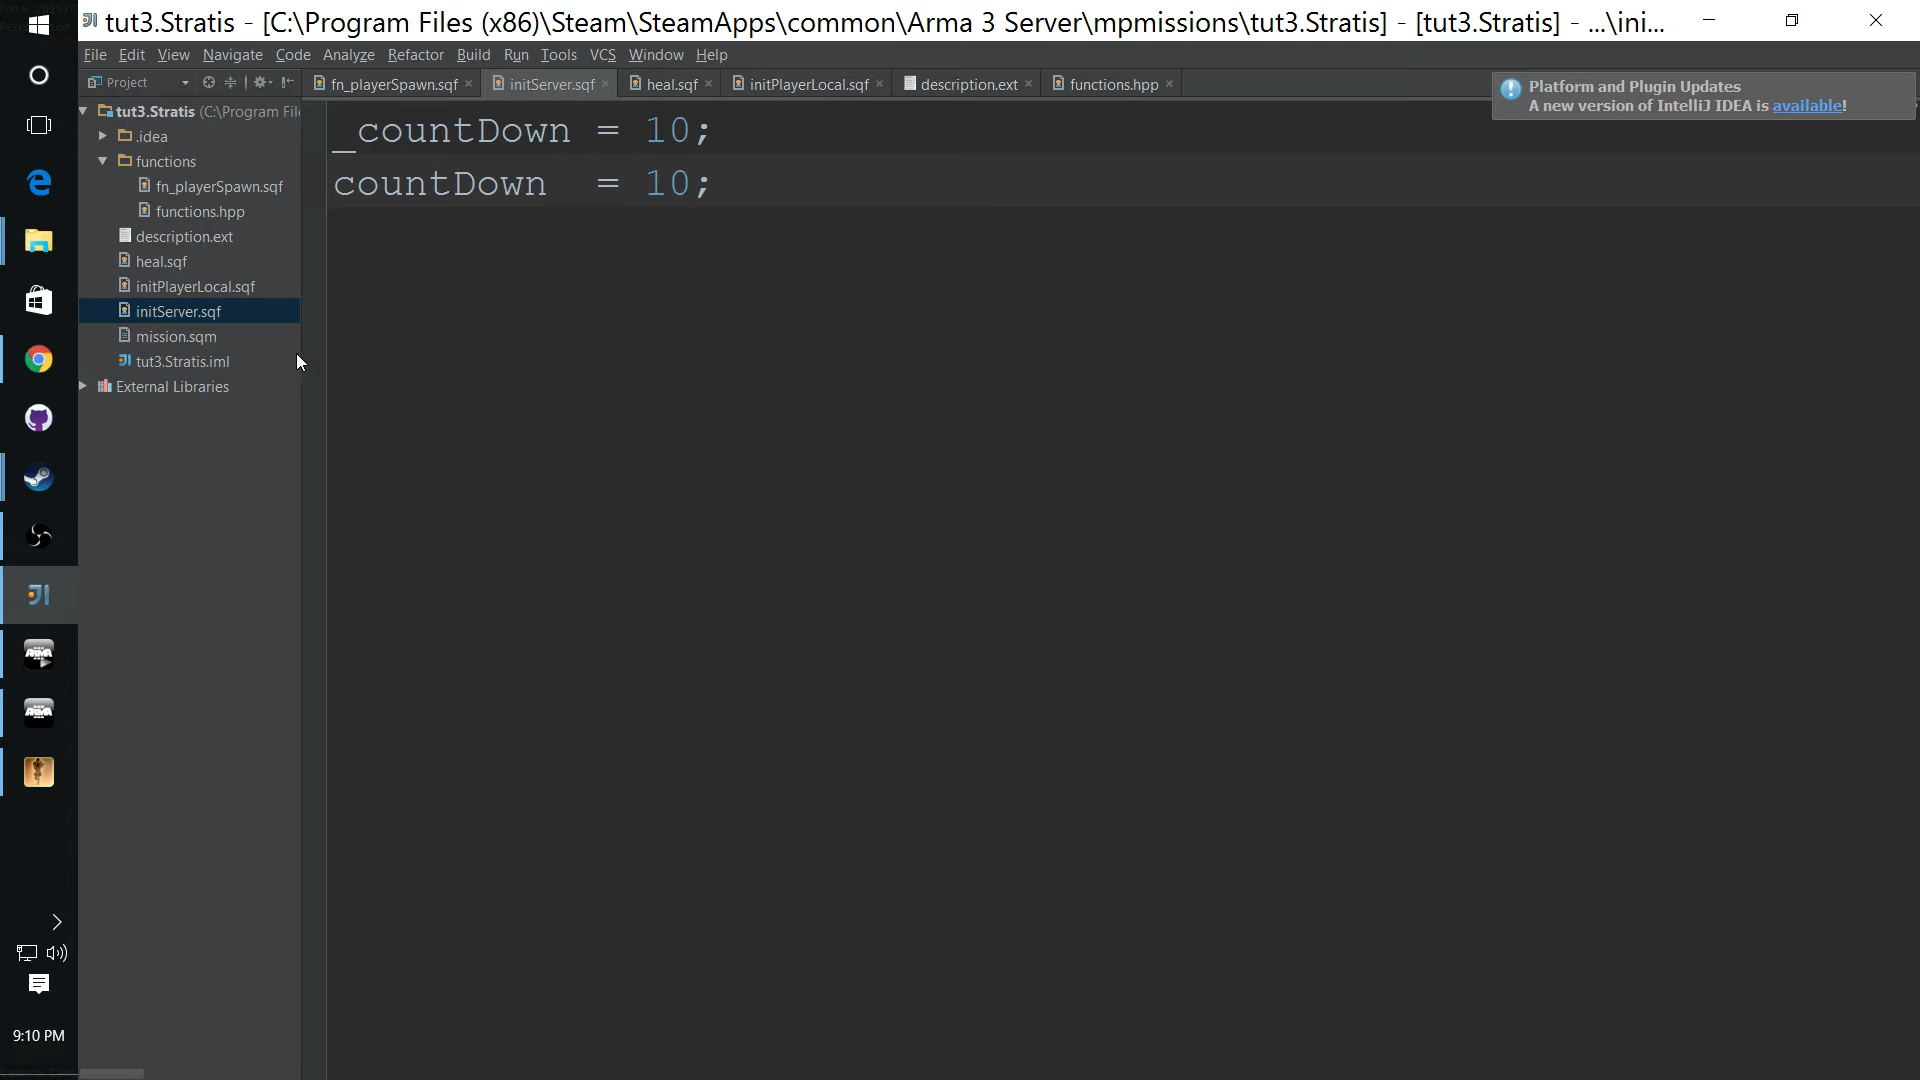 tut3.Stratis - [C:\Program Files (x86)\Steam\SteamApps\common\Arma 3 Server\mpmissions\tut3.Stratis] - [tut3.Stratis] - ...\ini...
File Edit View Navigate Code Analyze Refactor Build Run Tools VCS Window Help
Project
fn_playerSpawn.sqf initServer.sqf heal.sqf initPlayerLocal.sqf description.ext functions.hpp
Platform and Plugin Updates
A new version of IntelliJ IDEA is available!
tut3.Stratis (C:\Program File
.idea
functions
fn_playerSpawn.sqf
functions.hpp
description.ext
heal.sqf
initPlayerLocal.sqf
initServer.sqf
mission.sqm
tut3.Stratis.iml
External Libraries
_countDown = 10;
countDown = 10;
ARMA
ARMA
9:10 PM